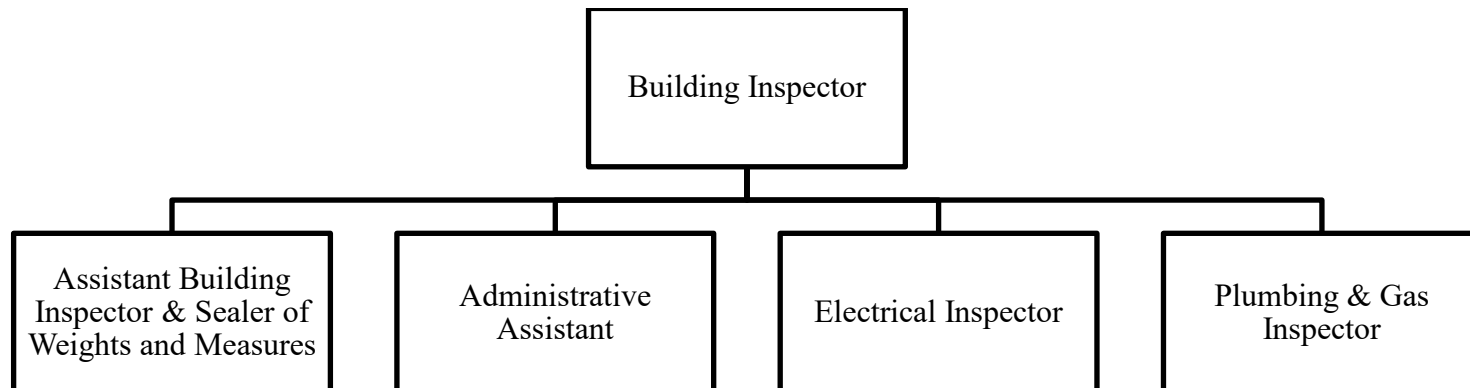 Building Inspector
Assistant Building
Inspector & Sealer of
Weights and Measures
Administrative
Assistant
Electrical Inspector
Plumbing & Gas
Inspector